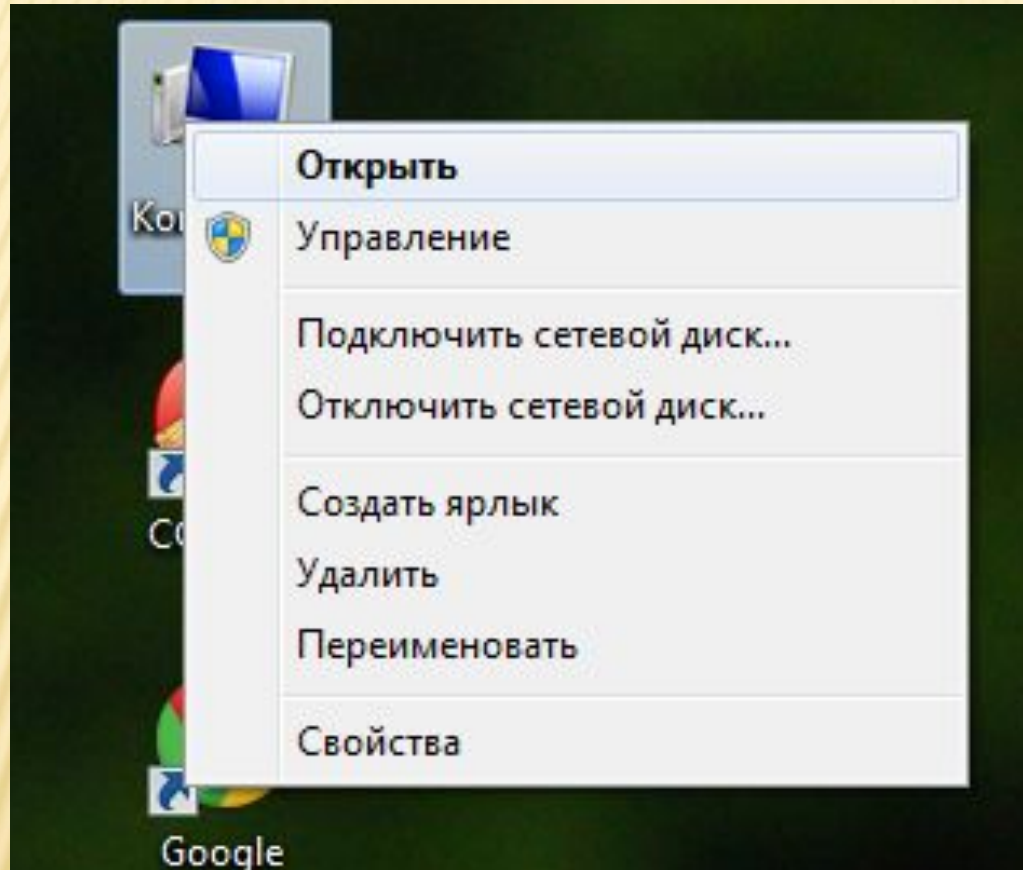 Открыть
Управление
Подключить сетевой диск...
Отключить сетевой диск...
Создать ярлык
Удалить
Переименовать
Свойства
Google